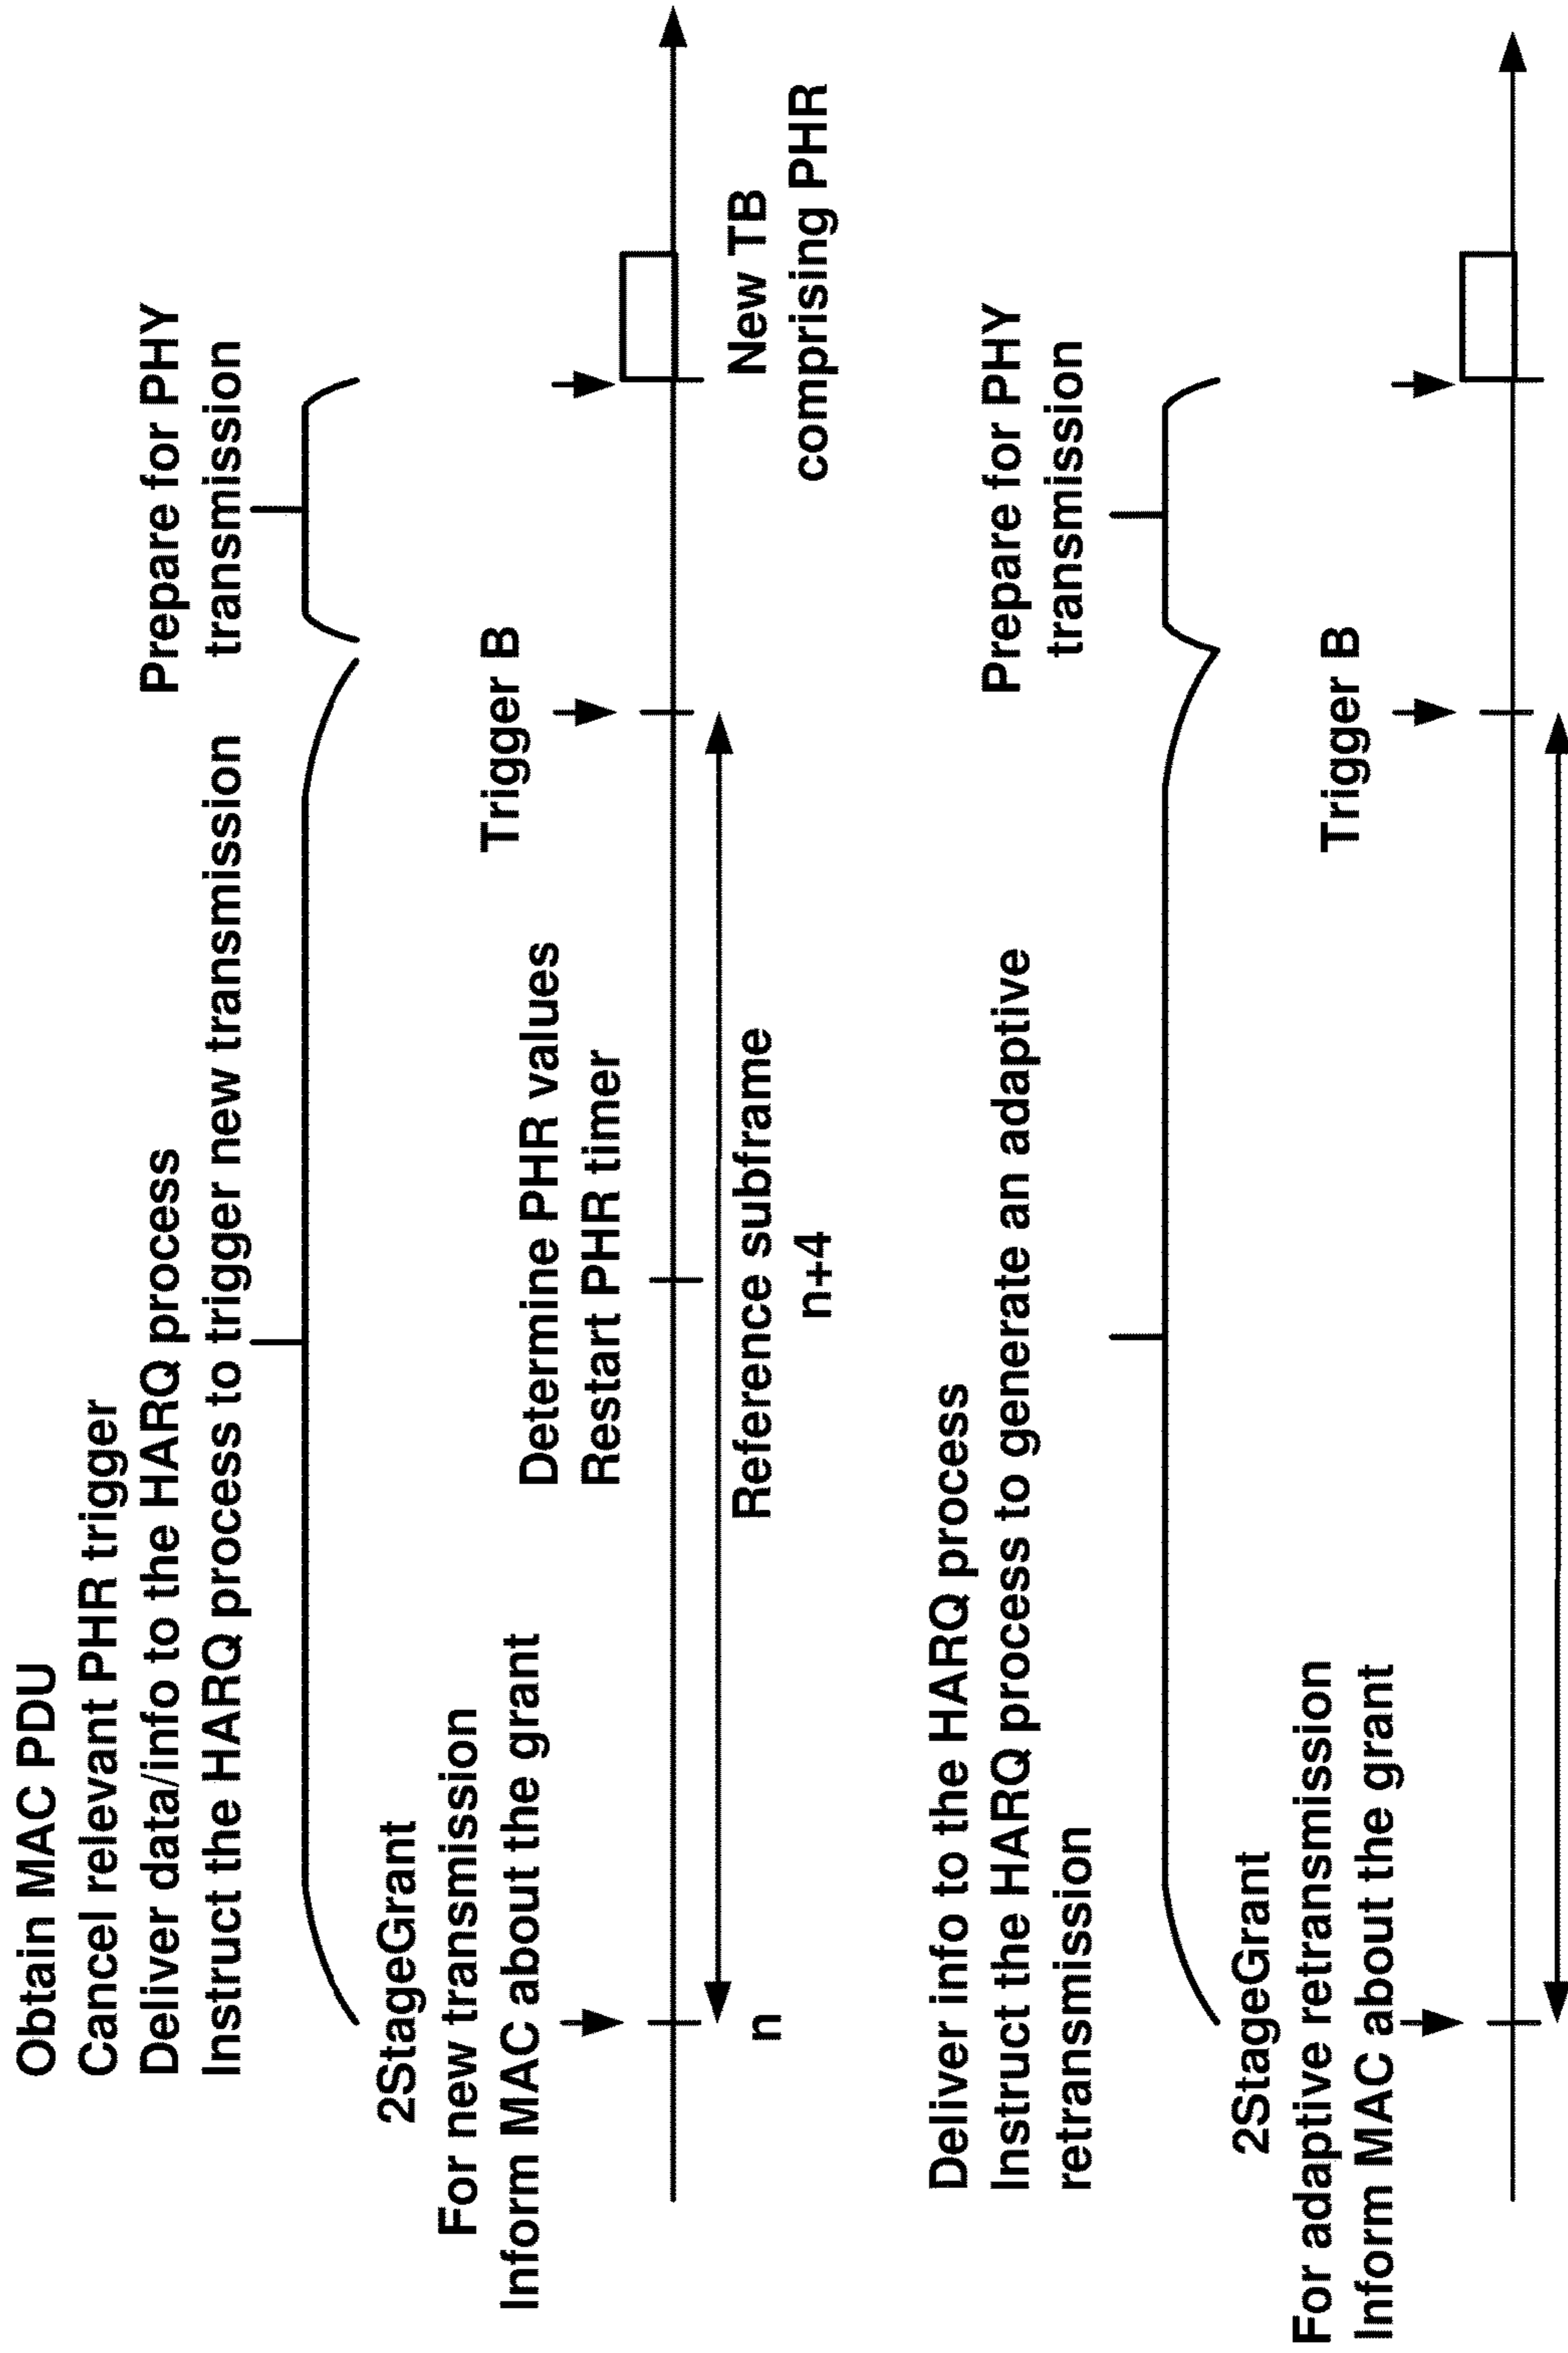 Obtain MAC PDU
Cancel relevant PHR trigger
Deliver data/info to the HARQ process
Instruct the HARQ process to trigger new transmission
Prepare for PHY
transmission
2StageGrant
For new transmission
Inform MAC about the grant
Determine PHR values
Restart PHR timer
Trigger B
n
Reference subframe
n+4
New TB
comprising PHR
Deliver info to the HARQ process
Instruct the HARQ process to generate an adaptive
retransmission
Prepare for PHY
transmission
2StageGrant
For adaptive retransmission
Inform MAC about the grant
Trigger B